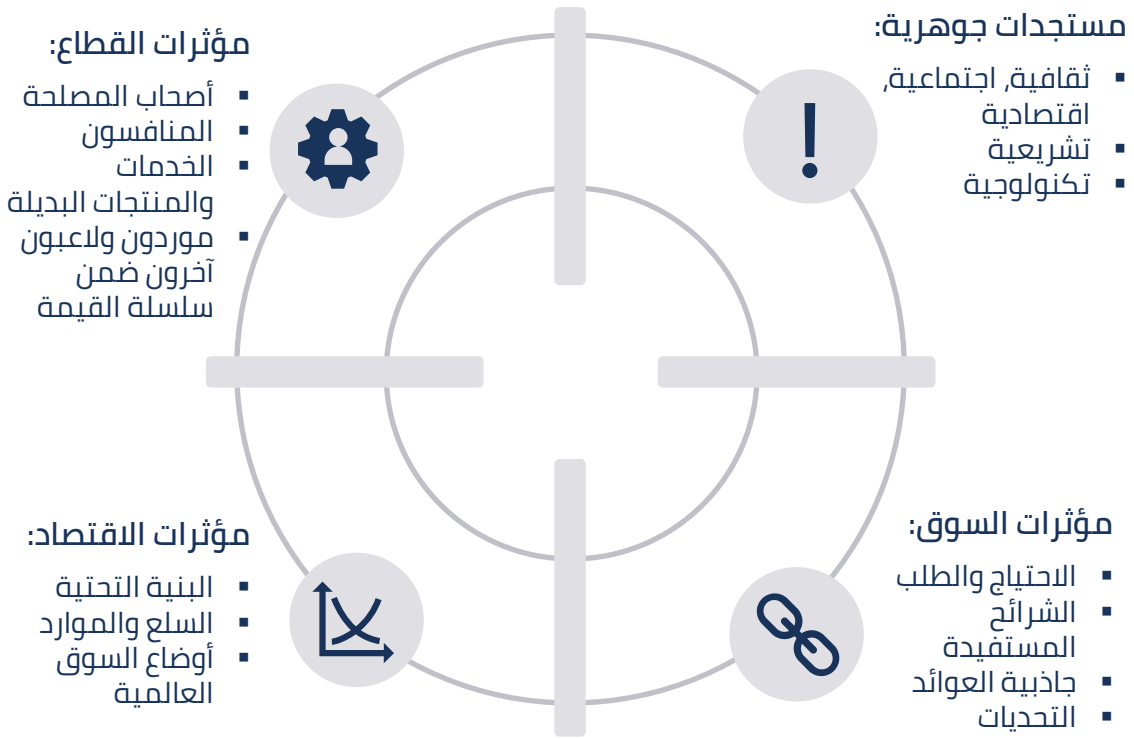 مستجدات جوهرية:
▪ ثقافية, اجتماعية,
اقتصادية
▪ تشريعية
▪ تكنولوجية
مؤثرات القطاع:
▪ أصحاب المصلحة
▪ المنافسون
▪ الخدمات
والمنتجات البديلة
▪ موردون ولاعبون
آخرون ضمن
سلسلة القيمة
مؤثرات السوق:
▪ الاحتياج والطلب
▪ الشرائح
المستفيدة
▪ جاذبية العوائد
▪ التحديات
مؤثرات الاقتصاد:
▪ البنية التحتية
▪ السلع والموارد
▪ أوضاع السوق
العالمية